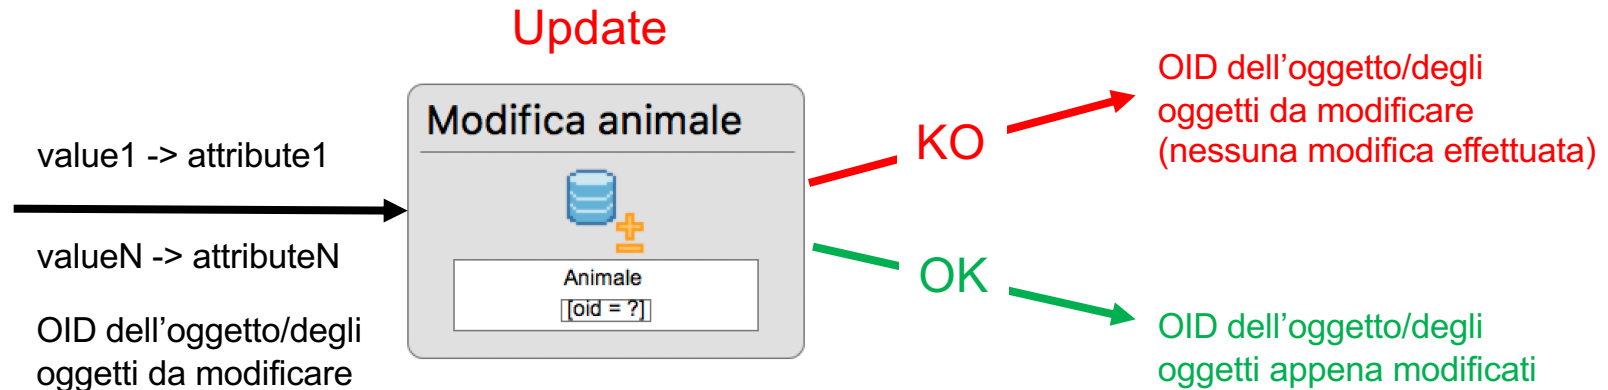 Update
value1 -> attribute1
valueN -> attributeN
OID dell’oggetto/degli
oggetti da modificare
Modifica animale
Animale
[oid = ?]
KO
OK
OID dell’oggetto/degli
oggetti da modificare
(nessuna modifica effettuata)
OID dell’oggetto/degli
oggetti appena modificati